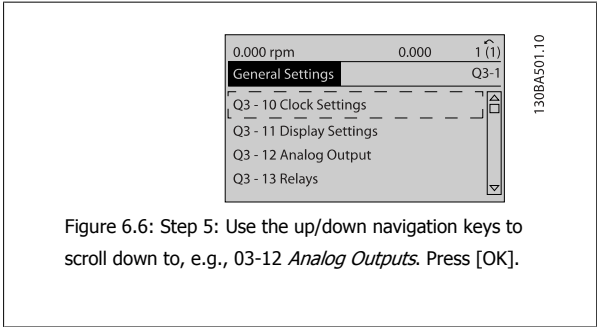 0.000 rpm 0.000 1 (1)
General Settings Q3-1
Q3 - 10 Clock Settings
Q3 - 11 Display Settings
Q3 - 12 Analog Output
Q3 - 13 Relays
130BA501.10
Figure 6.6: Step 5: Use the up/down navigation keys to
scroll down to, e.g., 03-12 Analog Outputs. Press [OK].